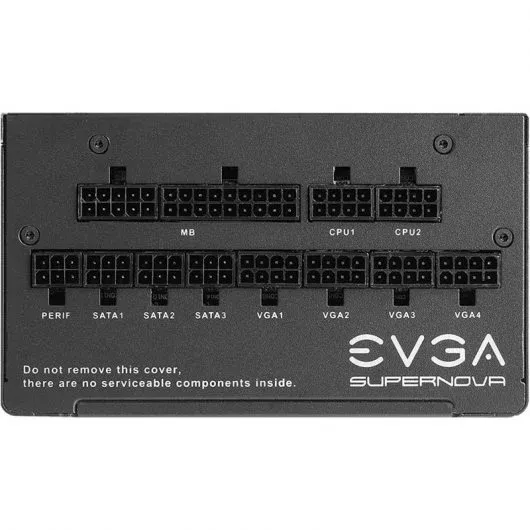 MB CPU1 CPU2
PERIF SATA1 SATA2 SATA3 VGA1 VGA2 VGA3 VGA4
Do not remove this cover,
there are no serviceable components inside.
EVGA
SUPERNOVA